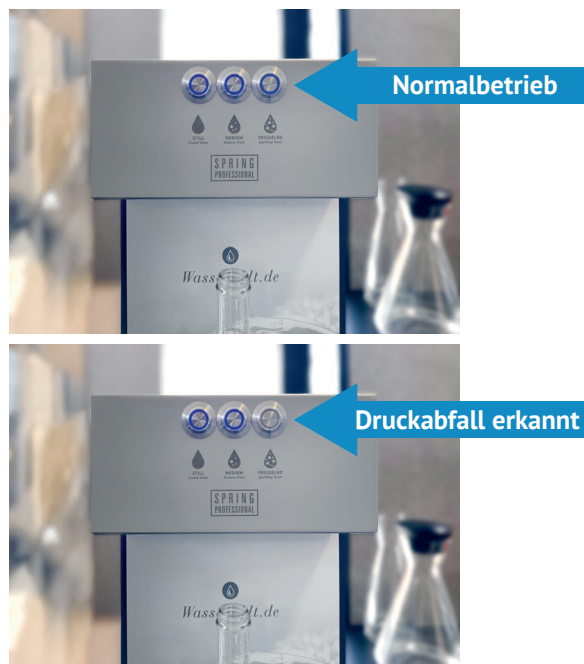 Normalbetrieb
STILL MEDIUM PRICKELND
SPRING
PROFESSIONAL
Druckabfall erkannt
STILL MEDIUM PRICKELND
SPRING
PROFESSIONAL